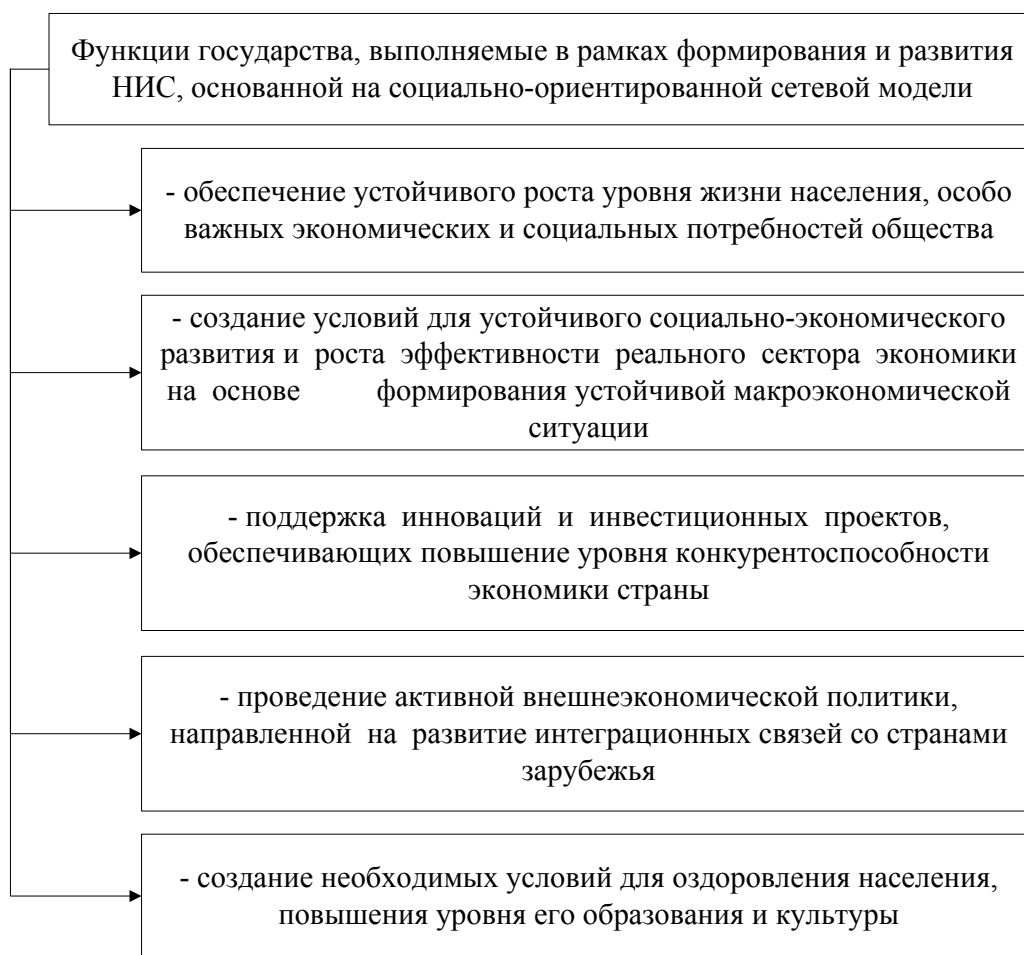 Функции государства, выполняемые в рамках формирования и развития
НИС, основанной на социально-ориентированной сетевой модели
- обеспечение устойчивого роста уровня жизни населения, особо
важных экономических и социальных потребностей общества
- создание условий для устойчивого социально-экономического
развития и роста эффективности реального сектора экономики
на основе формирования устойчивой макроэкономической
ситуации
- поддержка инноваций и инвестиционных проектов,
обеспечивающих повышение уровня конкурентоспособности
экономики страны
- проведение активной внешнеэкономической политики,
направленной на развитие интеграционных связей со странами
зарубежья
- создание необходимых условий для оздоровления населения,
повышения уровня его образования и культуры